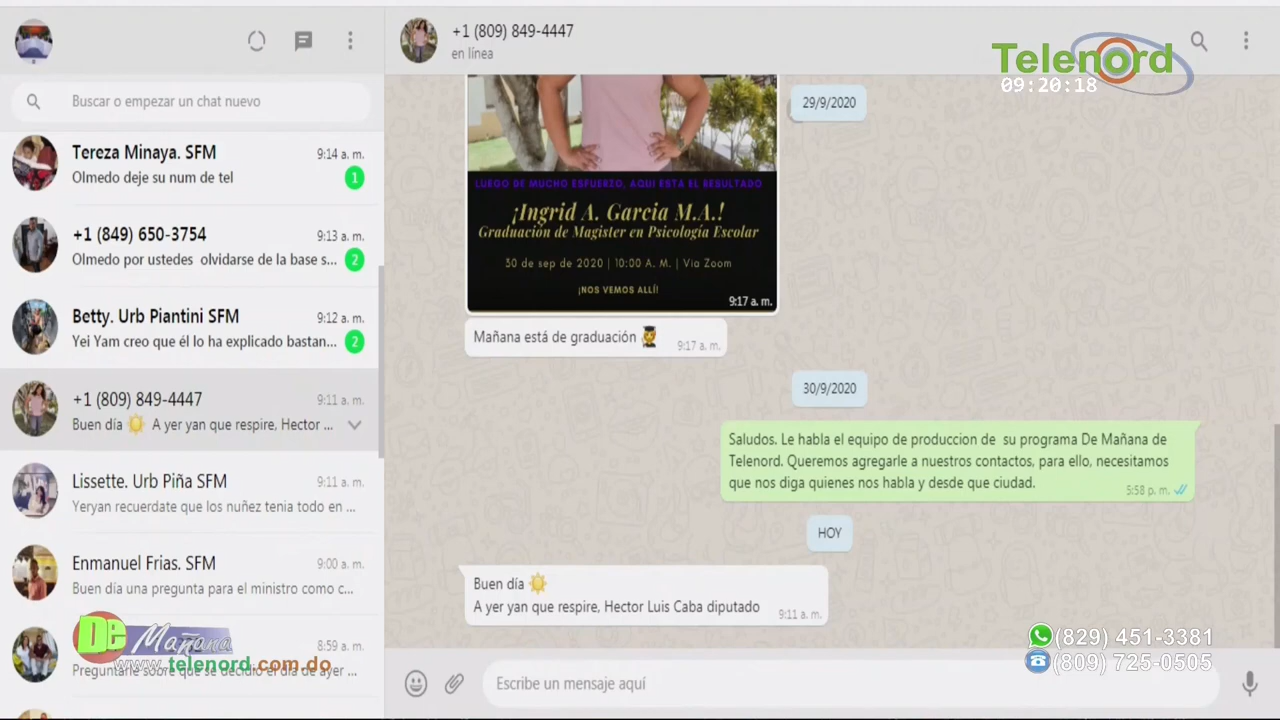 Buscar o empezar un chat nuevo
Tereza Minaya. SFM
9:14 a. m.
Olmedo deje su num de tel
1
+1 (849) 650-3754
9:13 a. m.
Olmedo por ustedes olvidarse de la base s...
2
Betty. Urb Piantini SFM
9:12 a. m.
Yei Yam creo que él lo ha explicado bastan...
2
+1 (809) 849-4447
9:11 a. m.
Buen día A yer yan que respire, Hector ...
Lissette. Urb Piña SFM
9:11 a. m.
Yeryan recuerdate que los nuñez tenia todo en ...
Enmanuel Frias. SFM
9:00 a. m.
Buen día una pregunta para el ministro como c...
8:59 a. m.
Preguntarle sobre que se decidió el día de ayer ...
De Mañana
www.telenord.com.do
+1 (809) 849-4447
en línea
Telenord
09:20:18
29/9/2020
LUEGO DE MUCHO ESFUERZO, AQUI ESTA EL RESULTADO
¡Ingrid A. Garcia M.A.!
Graduación de Magister en Psicología Escolar
30 de sep de 2020 | 10:00 A. M. | Via Zoom
¡NOS VEMOS ALLÍ!
9:17 a. m.
Mañana está de graduación
9:17 a. m.
30/9/2020
Saludos. Le habla el equipo de produccion de su programa De Mañana de
Telenord. Queremos agregarle a nuestros contactos, para ello, necesitamos
que nos diga quienes nos habla y desde que ciudad.
5:58 p. m.
HOY
Buen día
A yer yan que respire, Hector Luis Caba diputado
9:11 a. m.
(829) 451-3381
(809) 725-0505
Escribe un mensaje aquí